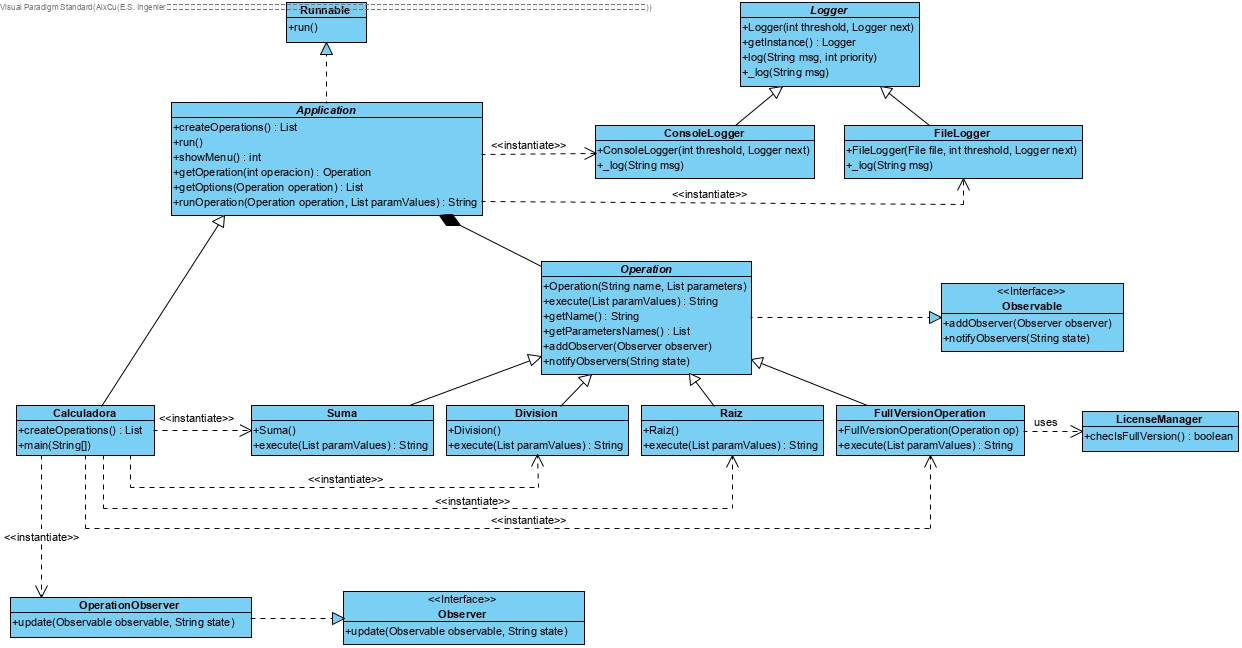 Visual Paradigm Standard(AlxCu(E.S. Ingenier
))
Runnable
+run()
Logger
+Logger(int threshold, Logger next)
+getInstance() : Logger
+log(String msg, int priority)
+_log(String msg)
Application
+createOperations() : List
+run()
+showMenu() : int
+getOperation(int operacion) : Operation
+getOptions(Operation operation) : List
+runOperation(Operation operation, List paramValues) : String
<<instantiate>>
ConsoleLogger
+ConsoleLogger(int threshold, Logger next)
+_log(String msg)
FileLogger
+FileLogger(File file, int threshold, Logger next)
+_log(String msg)
<<instantiate>>
Operation
+Operation(String name, List parameters)
+execute(List paramValues) : String
+getName() : String
+getParametersNames() : List
+addObserver(Observer observer)
+notifyObservers(String state)
<<Interface>>
Observable
+addObserver(Observer observer)
+notifyObservers(String state)
Calculadora
+createOperations() : List
+main(String[])
<<instantiate>>
Suma
+Suma()
+execute(List paramValues) : String
Division
+Division()
+execute(List paramValues) : String
Raiz
+Raiz()
+execute(List paramValues) : String
FullVersionOperation
+FullVersionOperation(Operation op)
+execute(List paramValues) : String
uses
LicenseManager
+checIsFullVersion() : boolean
<<instantiate>>
<<instantiate>>
<<instantiate>>
<<instantiate>>
OperationObserver
+update(Observable observable, String state)
<<Interface>>
Observer
+update(Observable observable, String state)